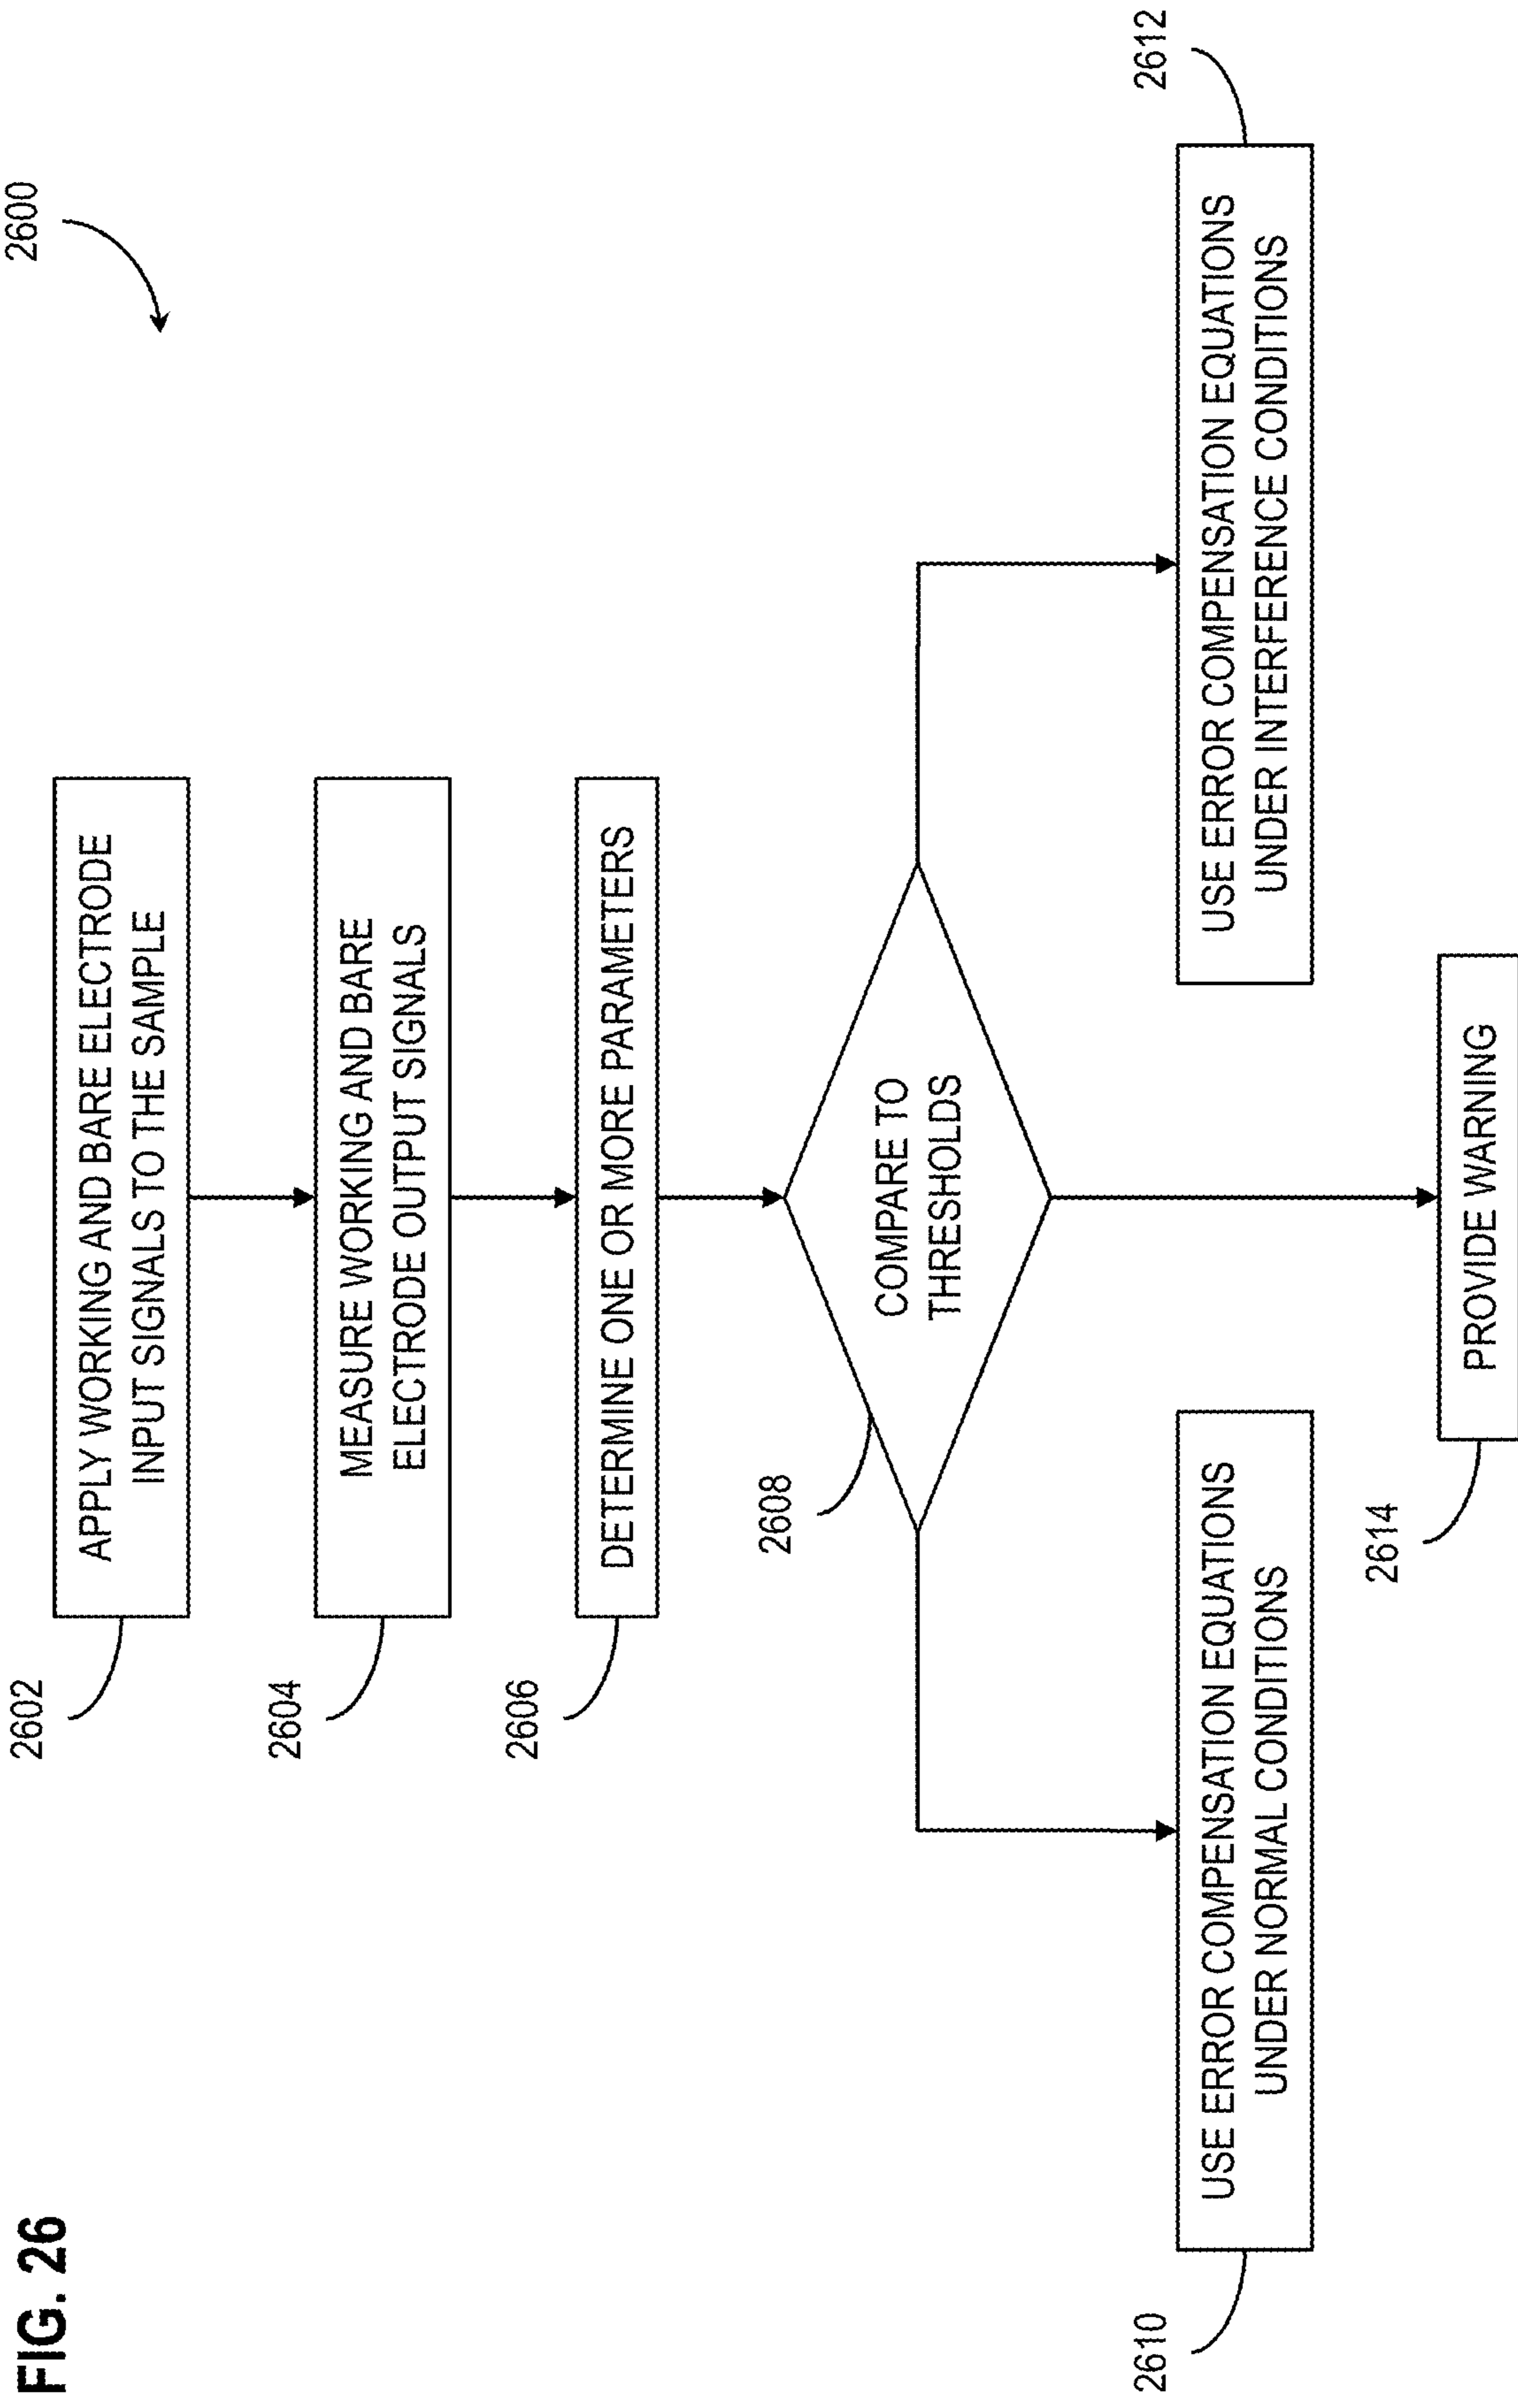 FIG. 26
2600
2602
APPLY WORKING AND BARE ELECTRODE
INPUT SIGNALS TO THE SAMPLE
2604
MEASURE WORKING AND BARE
ELECTRODE OUTPUT SIGNALS
2606
DETERMINE ONE OR MORE PARAMETERS
2608
COMPARE TO
THRESHOLDS
2610
USE ERROR COMPENSATION EQUATIONS
UNDER NORMAL CONDITIONS
2612
USE ERROR COMPENSATION EQUATIONS
UNDER INTERFERENCE CONDITIONS
2614
PROVIDE WARNING